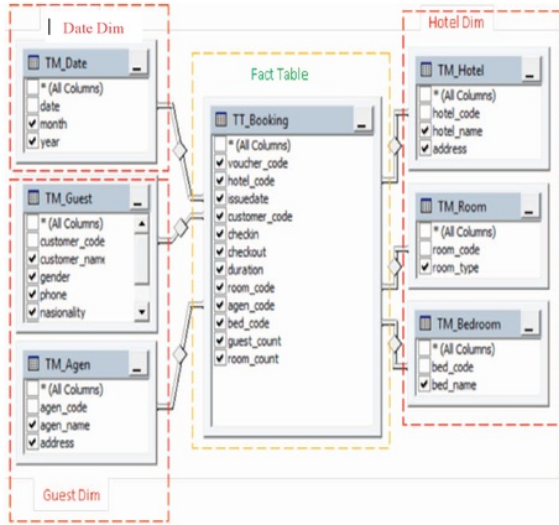 Date Dim
TM_Date
* (All Columns)
date
month
year
TM_Guest
* (All Columns)
customer_code
customer_name
gender
phone
nasionality
TM_Agen
* (All Columns)
agen_code
agen_name
address
Guest Dim
Fact Table
TT_Booking
* (All Columns)
voucher_code
hotel_code
issuedate
customer_code
checkin
checkout
duration
room_code
agen_code
bed_code
guest_count
room_count
Hotel Dim
TM_Hotel
* (All Columns)
hotel_code
hotel_name
address
TM_Room
* (All Columns)
room_code
room_type
TM_Bedroom
* (All Columns)
bed_code
bed_name